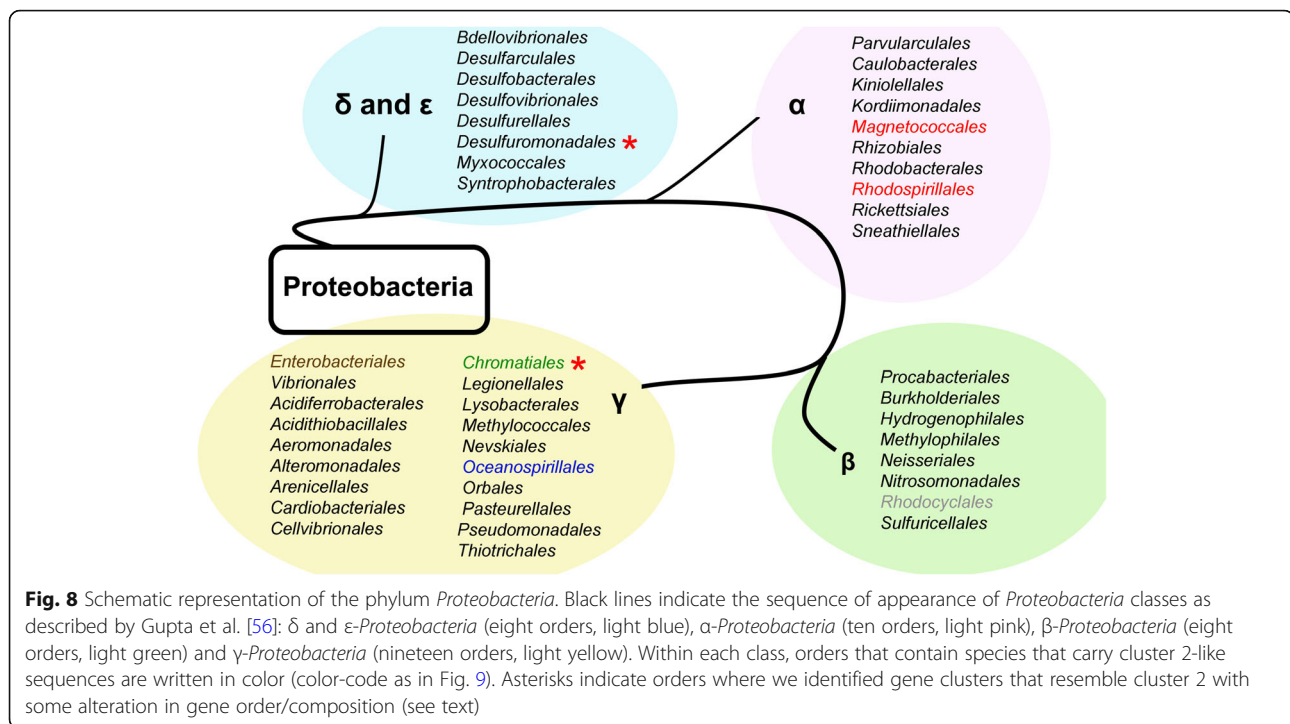 δ and ε
Bdellovibrionales
Desulfarculales
Desulfobacterales
Desulfovibrionales
Desulfurellales
Desulfuromonadales *
Myxococcales
Syntrophobacterales
α
Parvularculales
Caulobacterales
Kiniolellales
Kordiimonadales
Magnetococcales
Rhizobiales
Rhodobacterales
Rhodospirillales
Rickettsiales
Sneathiellales
Proteobacteria
Enterobacteriales
Vibrionales
Acidiferrobacterales
Acidithiobacillales
Aeromonadales
Alteromonadales
Arenicellales
Cardiobacteriales
Cellvibrionales
Chromatiales *
Legionellales
Lysobacterales
Methylococcales
Nevskiales
Oceanospirillales
Orbales
Pasteurellales
Pseudomonadales
Thiotrichales
γ
β
Procabacteriales
Burkholderiales
Hydrogenophilales
Methylophilales
Neisseriales
Nitrosomonadales
Rhodocyclales
Sulfuricellales
Fig. 8 Schematic representation of the phylum Proteobacteria. Black lines indicate the sequence of appearance of Proteobacteria classes as
described by Gupta et al. [56]: δ and ε-Proteobacteria (eight orders, light blue), α-Proteobacteria (ten orders, light pink), β-Proteobacteria (eight
orders, light green) and γ-Proteobacteria (nineteen orders, light yellow). Within each class, orders that contain species that carry cluster 2-like
sequences are written in color (color-code as in Fig. 9). Asterisks indicate orders where we identified gene clusters that resemble cluster 2 with
some alteration in gene order/composition (see text)